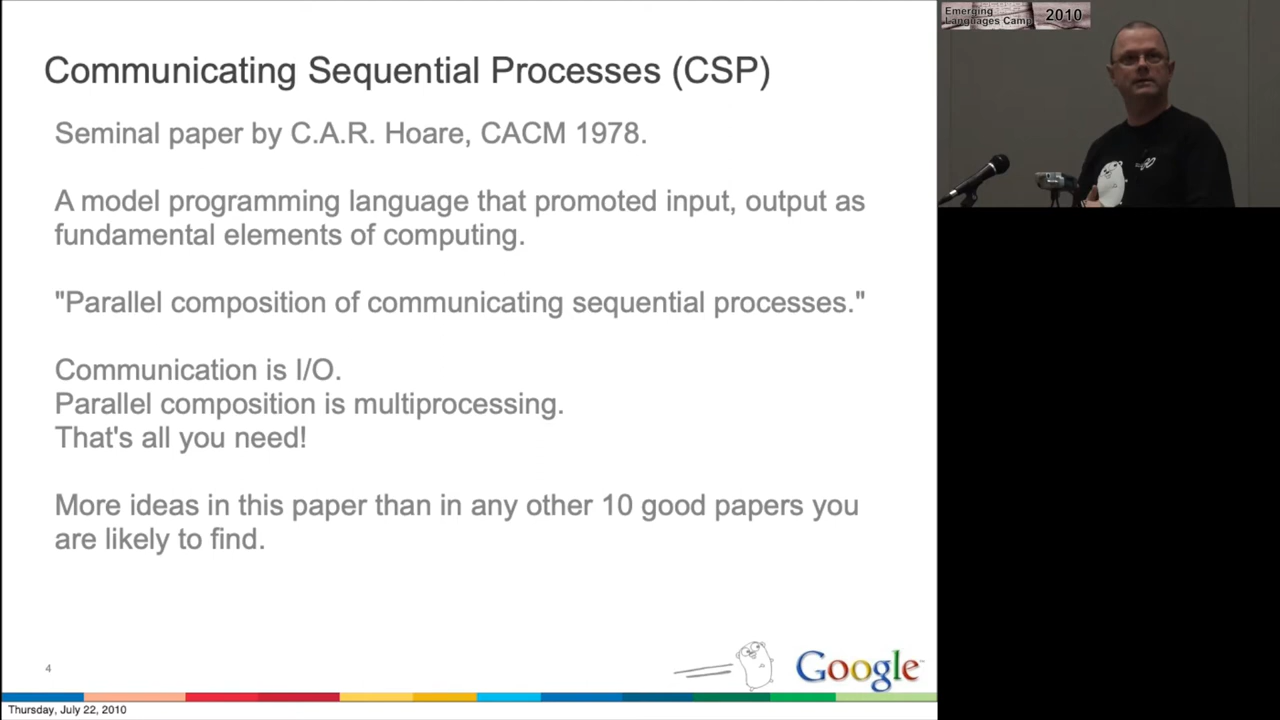 Communicating Sequential Processes (CSP)
Seminal paper by C.A.R. Hoare, CACM 1978.
A model programming language that promoted input, output as
fundamental elements of computing.
"Parallel composition of communicating sequential processes."
Communication is I/O.
Parallel composition is multiprocessing.
That's all you need!
More ideas in this paper than in any other 10 good papers you
are likely to find.
4
Google
Thursday, July 22, 2010
Emerging
Languages Camp
2010